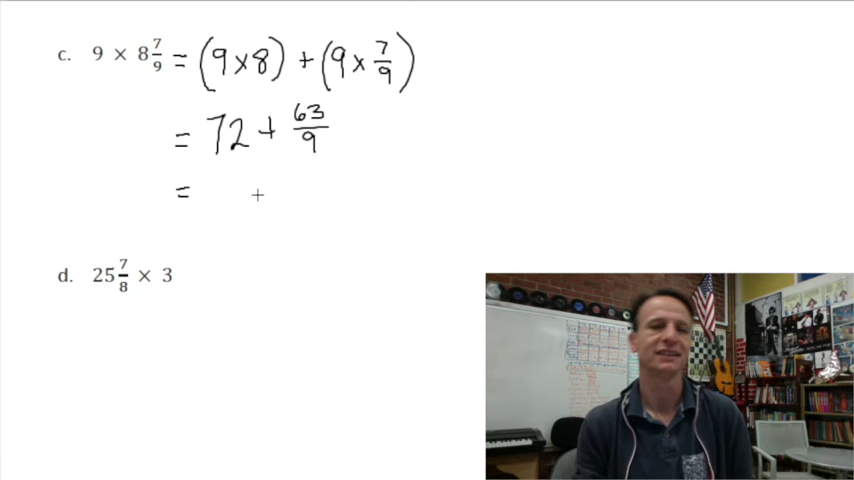 c. 9 × 8 7/9 = (9 × 8) + (9 × 7/9)
= 72 + 63/9
=
d. 25 7/8 × 3